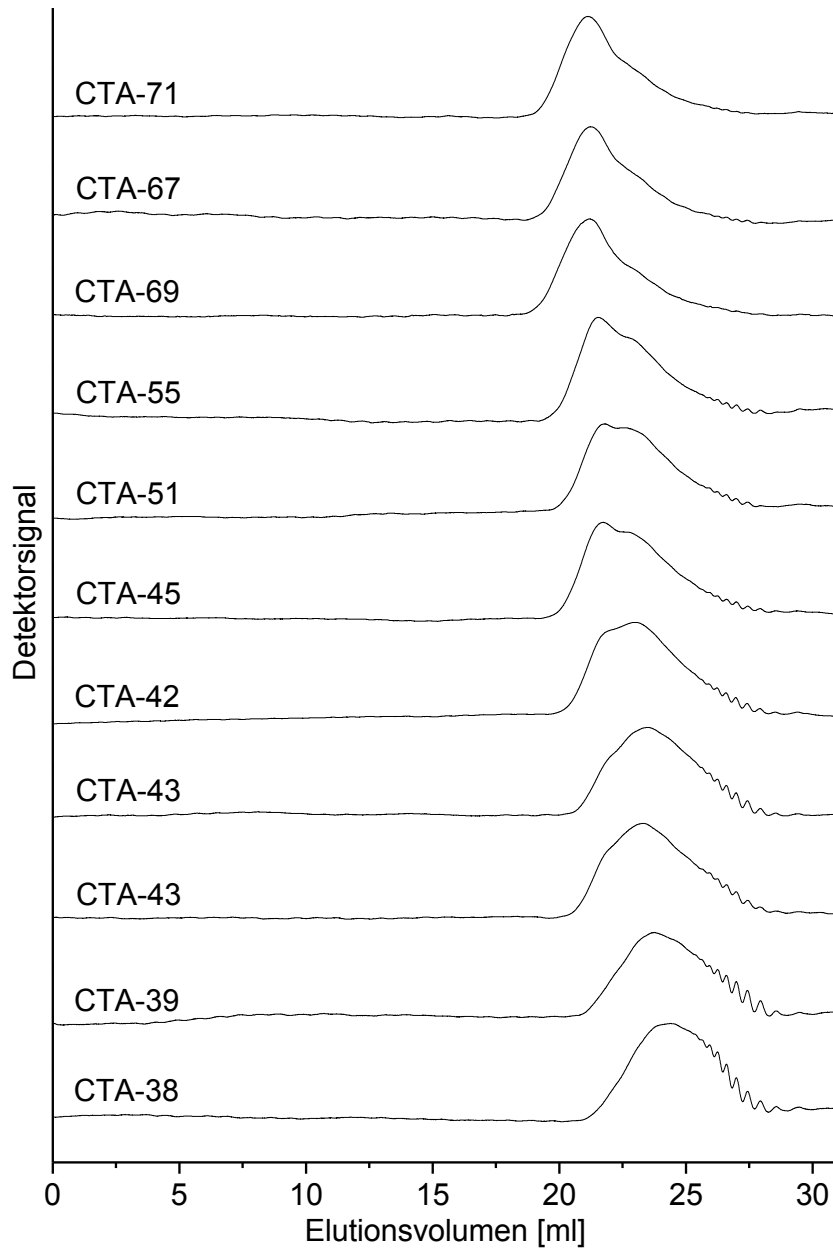 CTA-71
CTA-67
CTA-69
CTA-55
CTA-51
CTA-45
CTA-42
CTA-43
CTA-43
CTA-39
CTA-38
Detektorsignal
0 5 10 15 20 25 30
Elutionsvolumen [ml]